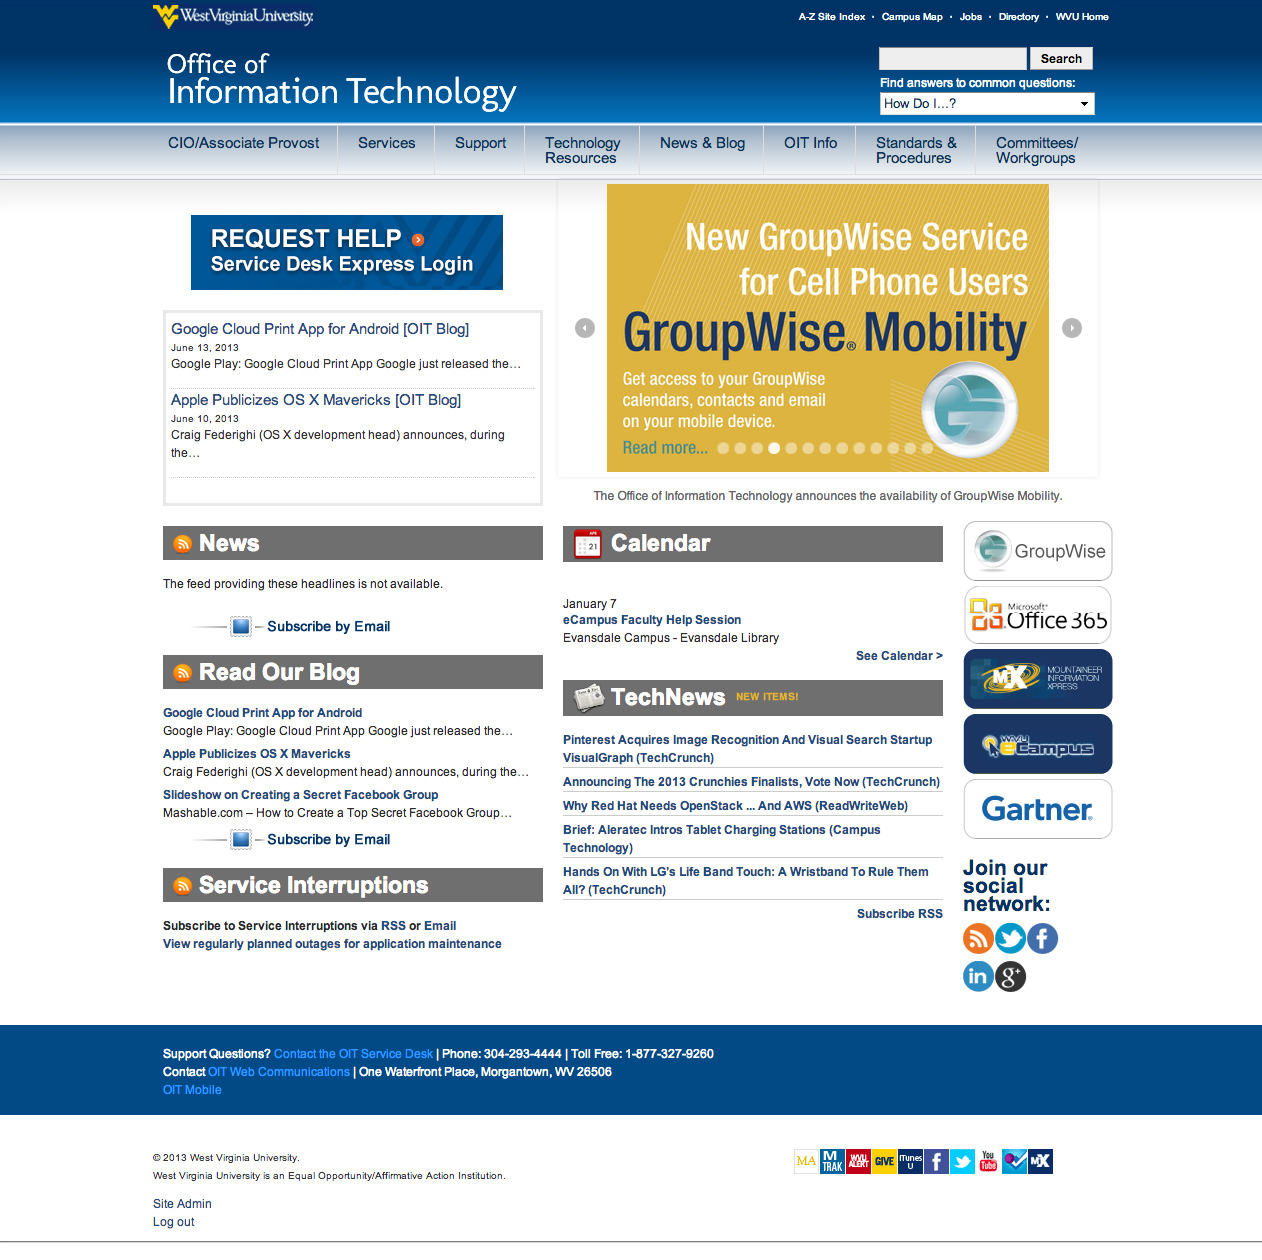 West Virginia University.
A-Z Site Index · Campus Map · Jobs · Directory · WVU Home
Office of
Information Technology
Search
Find answers to common questions:
How Do I...?
CIO/Associate Provost
Services
Support
Technology
Resources
News & Blog
OIT Info
Standards &
Procedures
Committees/
Workgroups
REQUEST HELP
Service Desk Express Login
Google Cloud Print App for Android [OIT Blog]
June 13, 2013
Google Play: Google Cloud Print App Google just released the…
Apple Publicizes OS X Mavericks [OIT Blog]
June 10, 2013
Craig Federighi (OS X development head) announces, during
the…
New GroupWise Service
for Cell Phone Users
GroupWise® Mobility
Get access to your GroupWise
calendars, contacts and email
on your mobile device.
Read more...
The Office of Information Technology announces the availability of GroupWise Mobility.
News
The feed providing these headlines is not available.
Subscribe by Email
Read Our Blog
Google Cloud Print App for Android
Google Play: Google Cloud Print App Google just released the…
Apple Publicizes OS X Mavericks
Craig Federighi (OS X development head) announces, during the…
Slideshow on Creating a Secret Facebook Group
Mashable.com – How to Create a Top Secret Facebook Group…
Subscribe by Email
Service Interruptions
Subscribe to Service Interruptions via RSS or Email
View regularly planned outages for application maintenance
APR
21
Calendar
January 7
eCampus Faculty Help Session
Evansdale Campus - Evansdale Library
See Calendar >
TechNews NEW ITEMS!
Pinterest Acquires Image Recognition And Visual Search Startup
VisualGraph (TechCrunch)
Announcing The 2013 Crunchies Finalists, Vote Now (TechCrunch)
Why Red Hat Needs OpenStack ... And AWS (ReadWriteWeb)
Brief: Aleratec Intros Tablet Charging Stations (Campus
Technology)
Hands On With LG's Life Band Touch: A Wristband To Rule Them
All? (TechCrunch)
Subscribe RSS
GroupWise
Microsoft®
Office 365
MIX
MOUNTAINEER
INFORMATION
XPRESS
WVU
eCampus
Gartner®
Join our
social
network:
in
g+
Support Questions? Contact the OIT Service Desk | Phone: 304-293-4444 | Toll Free: 1-877-327-9260
Contact OIT Web Communications | One Waterfront Place, Morgantown, WV 26506
OIT Mobile
© 2013 West Virginia University.
West Virginia University is an Equal Opportunity/Affirmative Action Institution.
MA
M
TRAK
WVU
ALERT
GIVE
iTunes
U
You
Tube
MIX
Site Admin
Log out